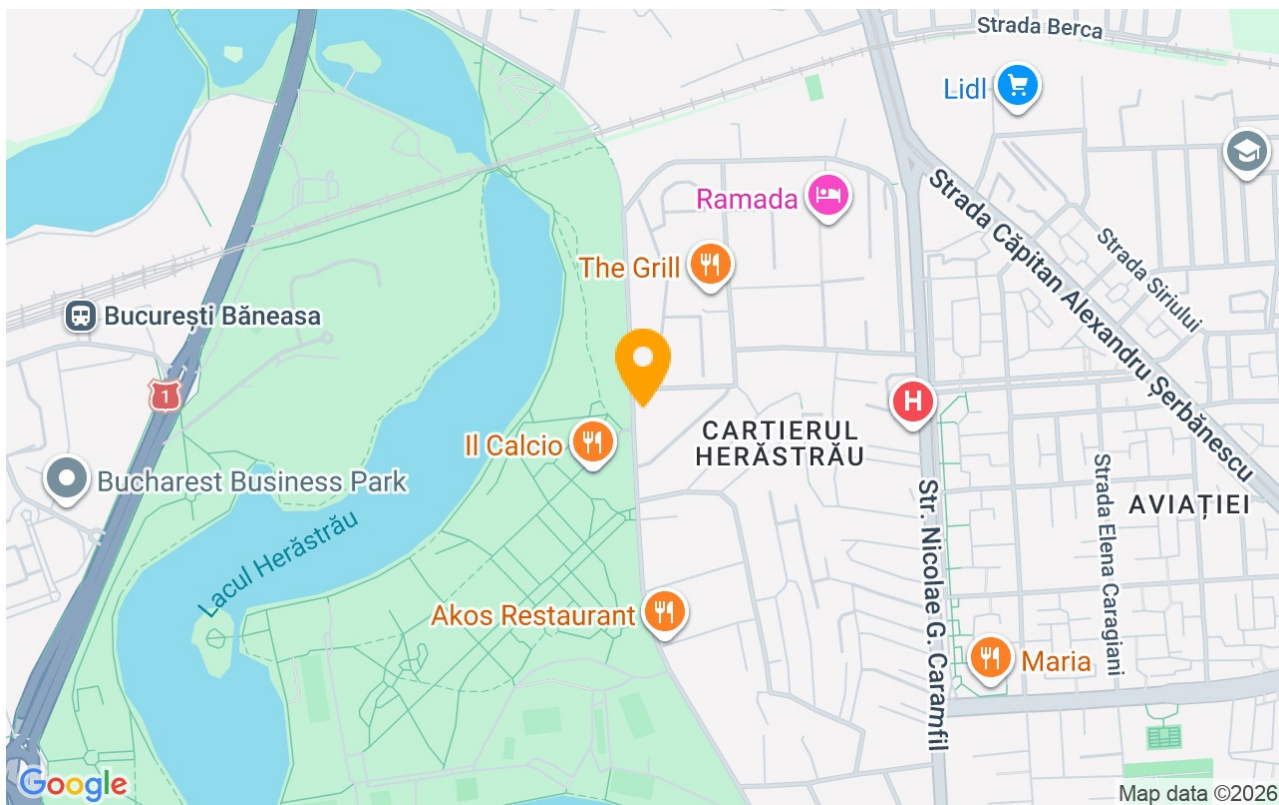 Strada Berca
Lidl
Strada Căpitan Alexandru Șerbănescu
Ramada
Strada Siriului
The Grill
București Băneasa
1
H
CARTIERUL
HERĂSTRĂU
Il Calcio
Bucharest Business Park
Strada Elena Caragiani
AVIAȚIEI
Str. Nicolae G. Caramfil
Lacul Herăstrău
Akos Restaurant
Maria
Google
Map data ©2026